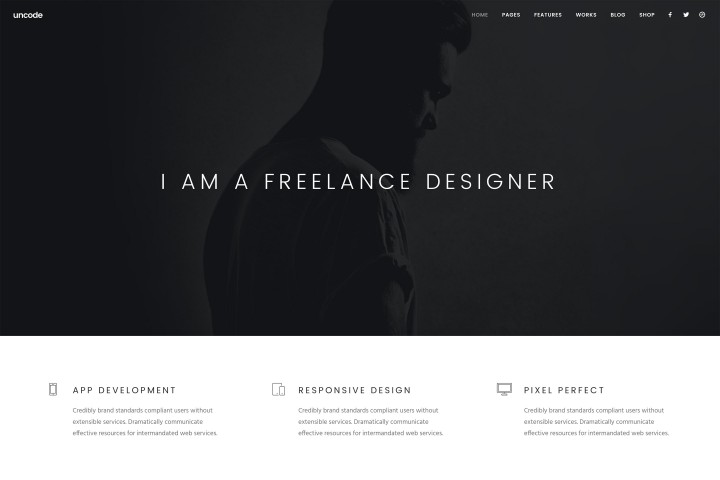 uncode
HOME PAGES FEATURES WORKS BLOG SHOP
I AM A FREELANCE DESIGNER
APP DEVELOPMENT
Credibly brand standards compliant users without
extensible services. Dramatically communicate
effective resources for intermandated web services.
RESPONSIVE DESIGN
Credibly brand standards compliant users without
extensible services. Dramatically communicate
effective resources for intermandated web services.
PIXEL PERFECT
Credibly brand standards compliant users without
extensible services. Dramatically communicate
effective resources for intermandated web services.